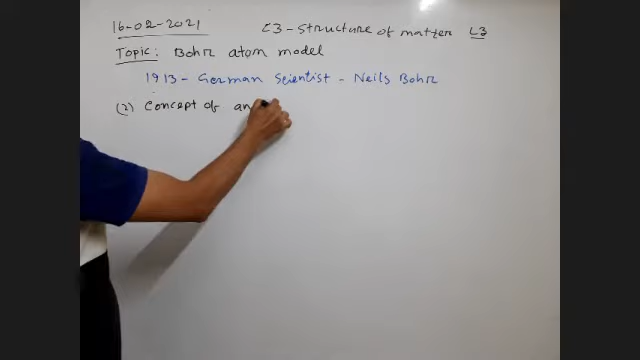 16-02-2021 C3-Structure of matter L3
Topic: Bohr atom model
1913 - German Scientist - Neils Bohr
(2) Concept of an